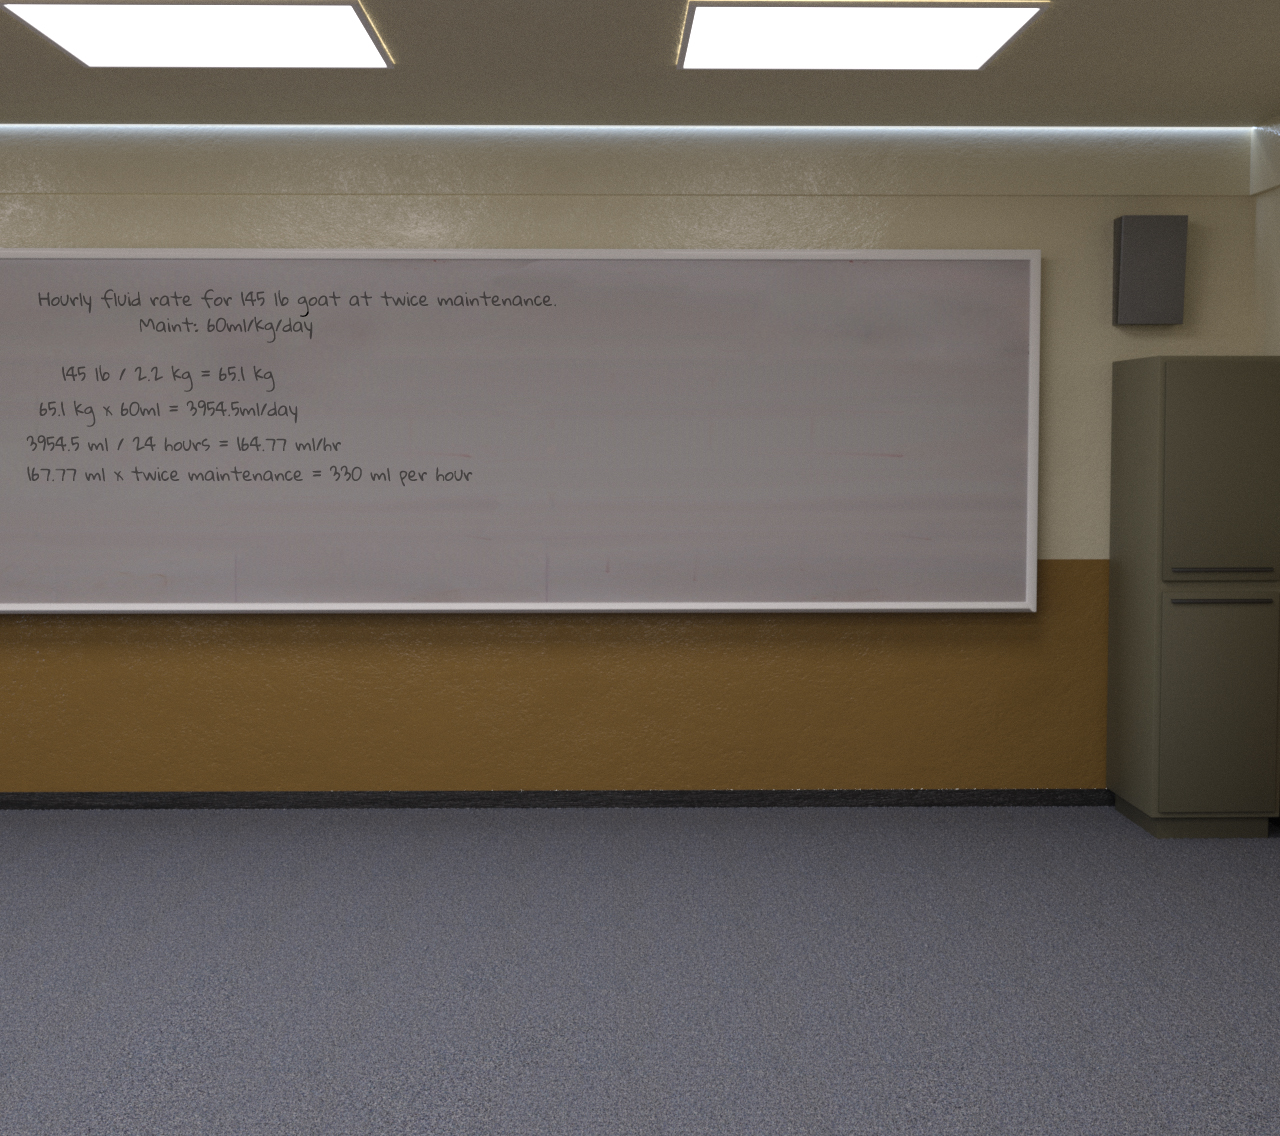 Hourly fluid rate for 145 lb goat at twice maintenance.
Maint: 60ml/kg/day
145 lb / 2.2 kg = 65.1 kg
65.1 kg x 60ml = 3954.5ml/day
3954.5 ml / 24 hours = 164.77 ml/hr
167.77 ml x twice maintenance = 330 ml per hour